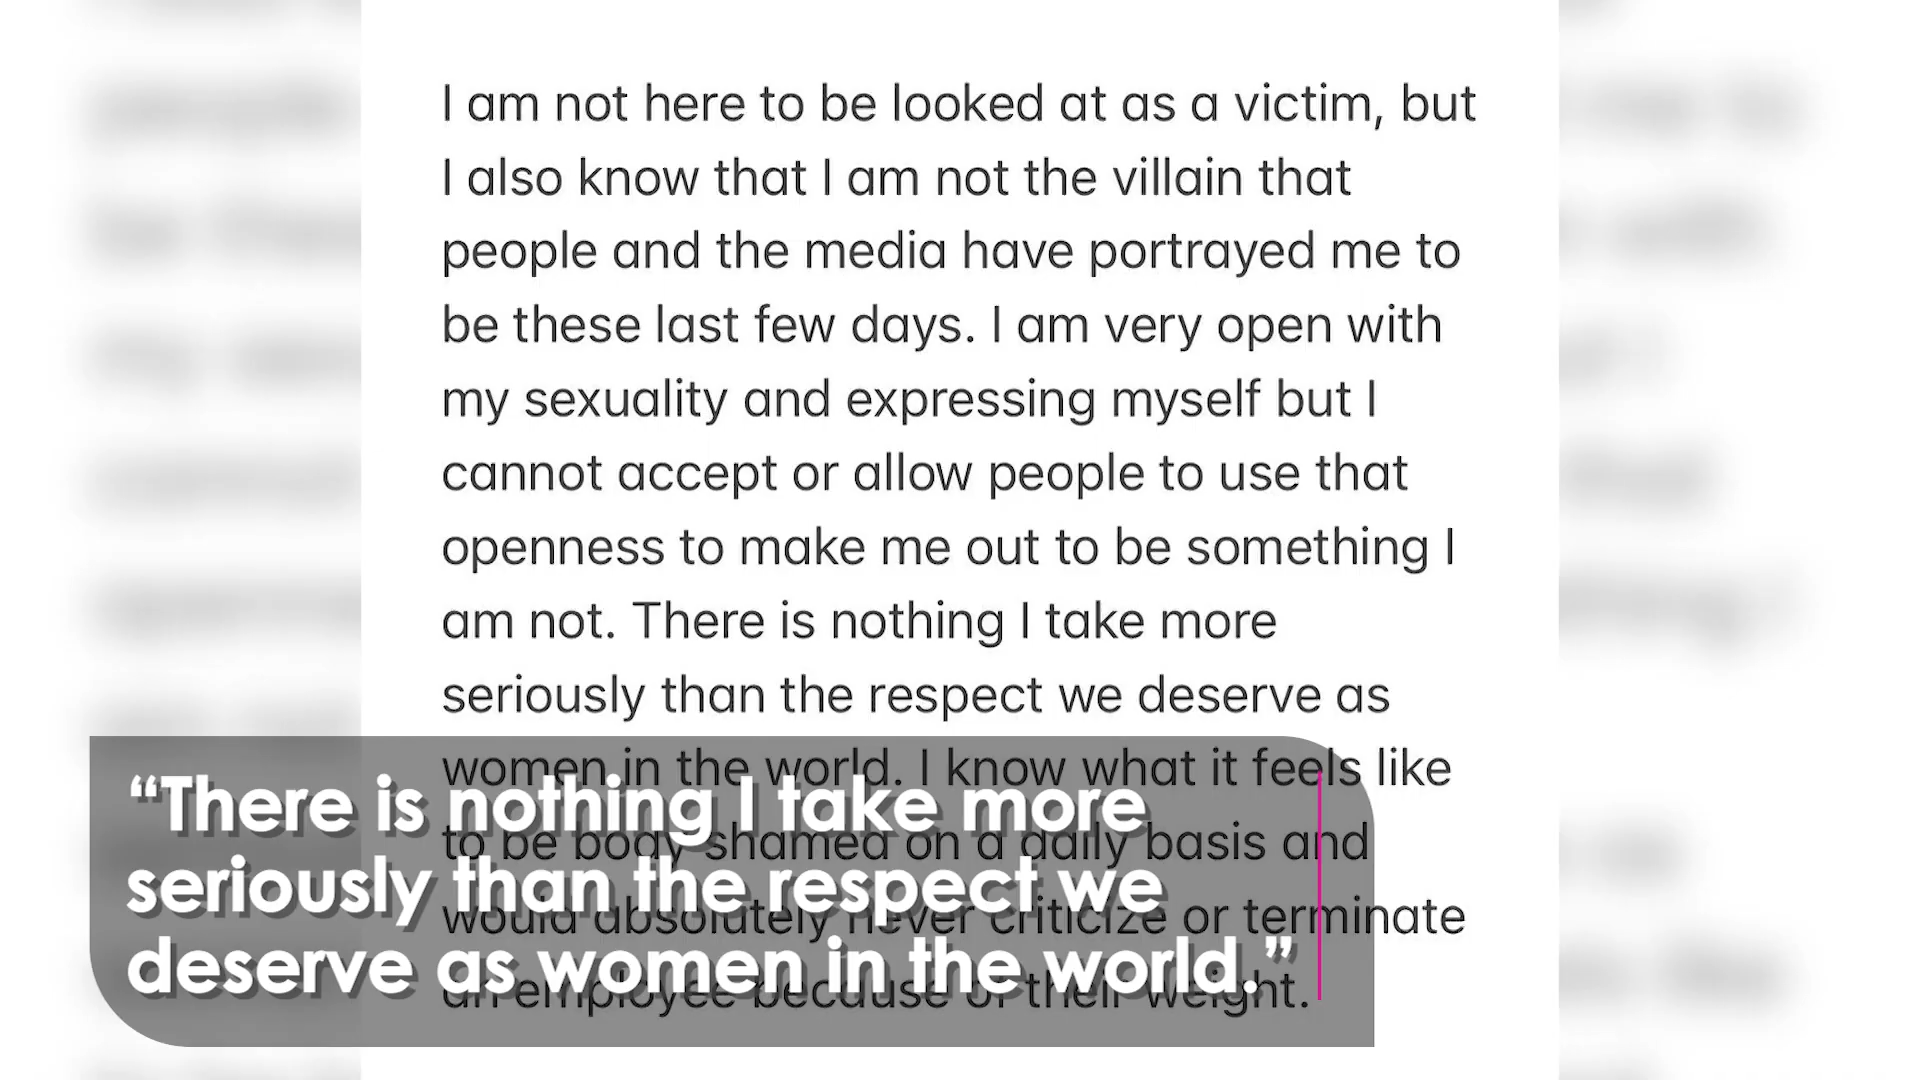 I am not here to be looked at as a victim, but
I also know that I am not the villain that
people and the media have portrayed me to
be these last few days. I am very open with
my sexuality and expressing myself but I
cannot accept or allow people to use that
openness to make me out to be something I
am not. There is nothing I take more
seriously than the respect we deserve as
women in the world. I know what it feels like
to be body shamed on a daily basis and
would absolutely never criticize or terminate
an employee because of their weight.
“There is nothing I take more
seriously than the respect we
deserve as women in the world.”